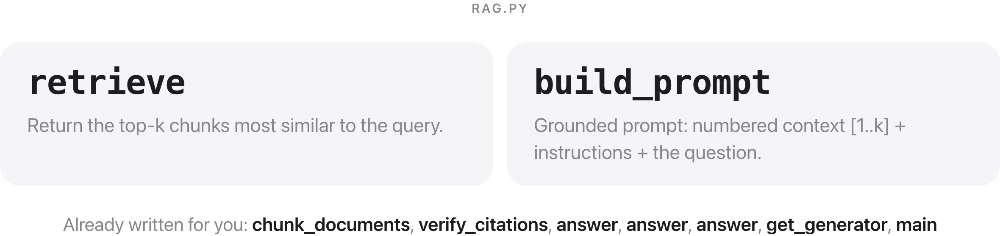 RAG.PY
retrieve
Return the top-k chunks most similar to the query.
build_prompt
Grounded prompt: numbered context [1..k] +
instructions + the question.
Already written for you: chunk_documents, verify_citations, answer, answer, answer, get_generator, main